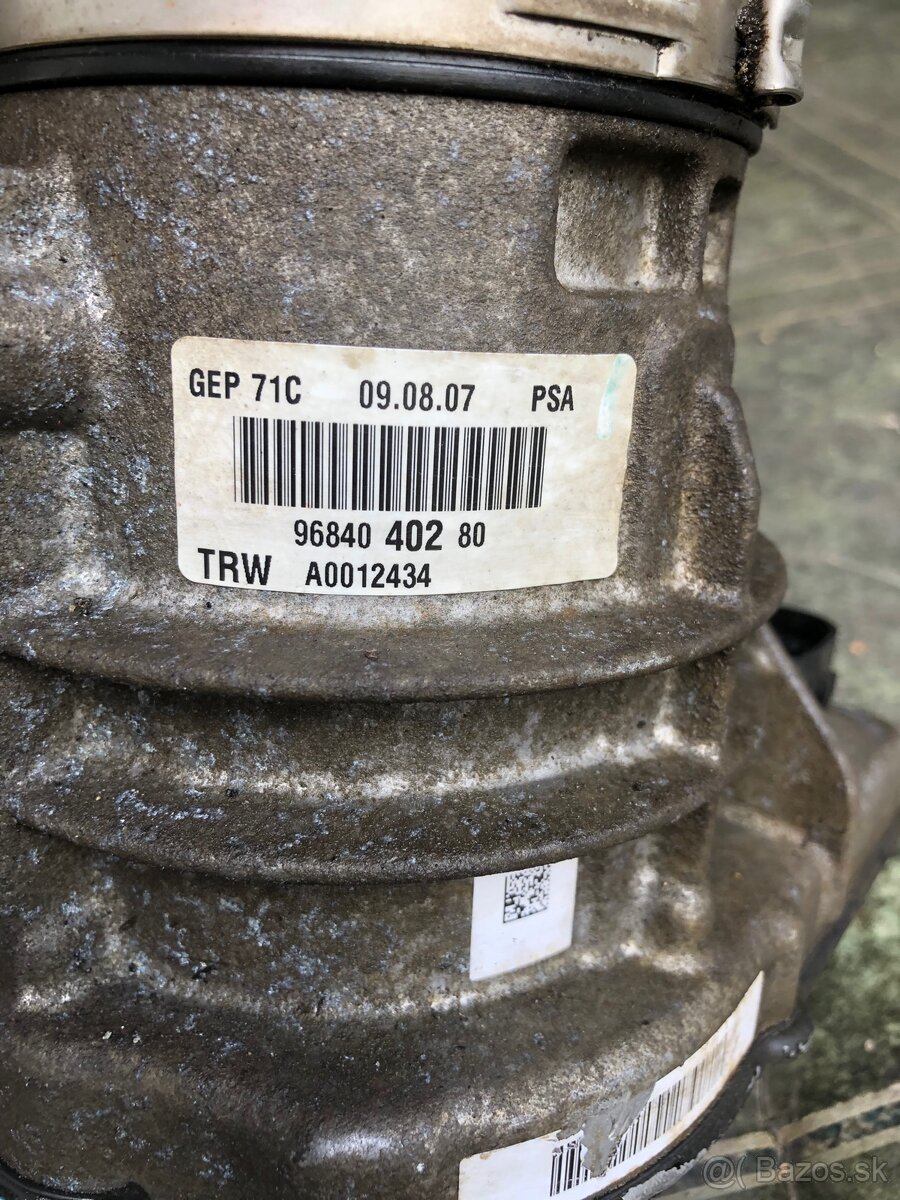 GEP 71C 09.08.07 PSA
96840 402 80
TRW A0012434
@( Bazos.sk